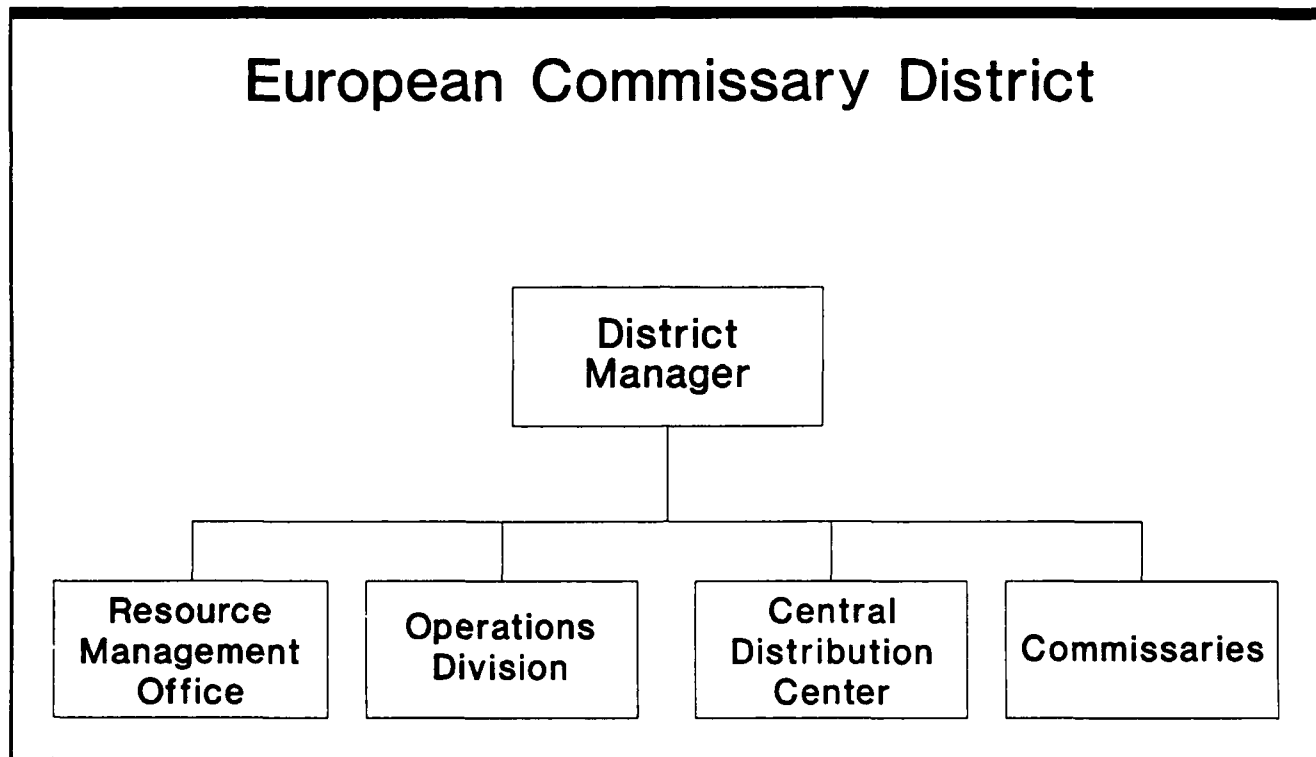 European Commissary District
District
Manager
Resource
Management
Office
Operations
Division
Central
Distribution
Center
Commissaries